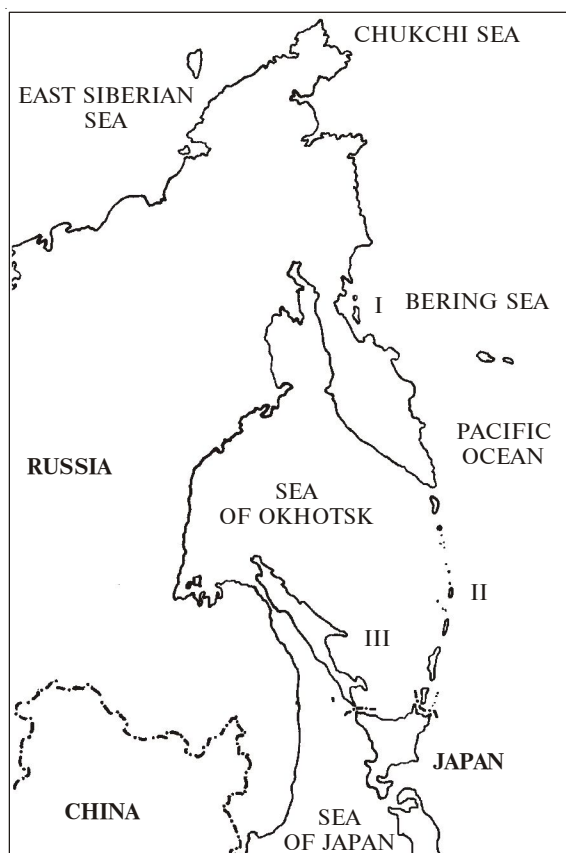 CHUKCHI SEA
EAST SIBERIAN
SEA
I
BERING SEA
PACIFIC
OCEAN
RUSSIA
SEA
OF OKHOTSK
II
III
JAPAN
CHINA
SEA
OF JAPAN